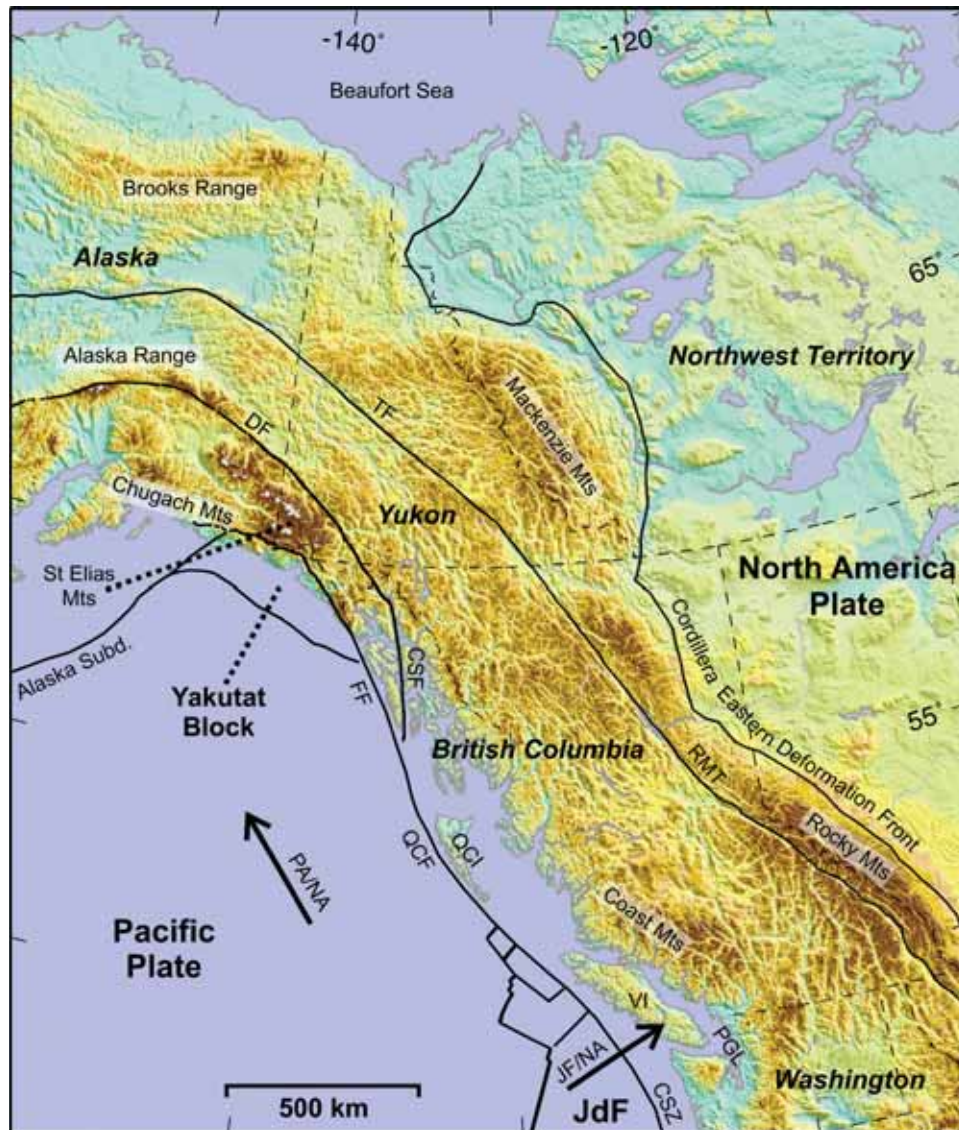 -140°
-120°
Beaufort Sea
Brooks Range
Alaska
65°
Alaska Range
Northwest Territory
TF
DF
Mackenzie Mts
Chugach Mts
Yukon
St Elias
Mts
North America
Plate
Alaska Subd.
Cordillera Eastern Deformation Front
CSF
FF
Yakutat
Block
55°
British Columbia
RMT
QCF
QCI
Rocky Mts
PA/NA
Coast Mts
Pacific
Plate
VI
PGL
JF/NA
CSZ
Washington
500 km
JdF